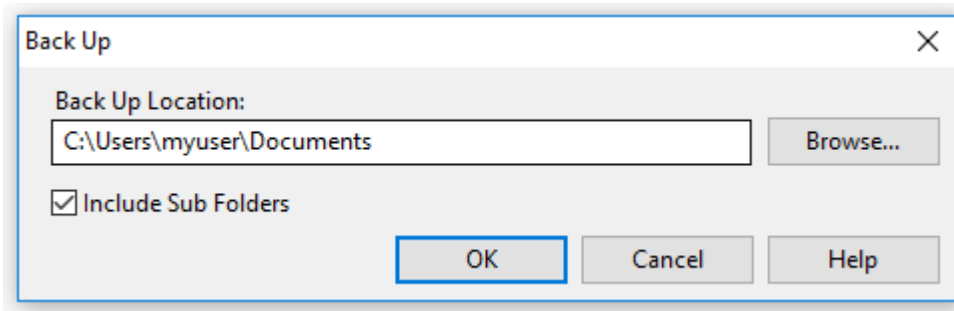 Back Up
Back Up Location:
C:\Users\myuser\Documents
Browse...
Include Sub Folders
OK Cancel Help